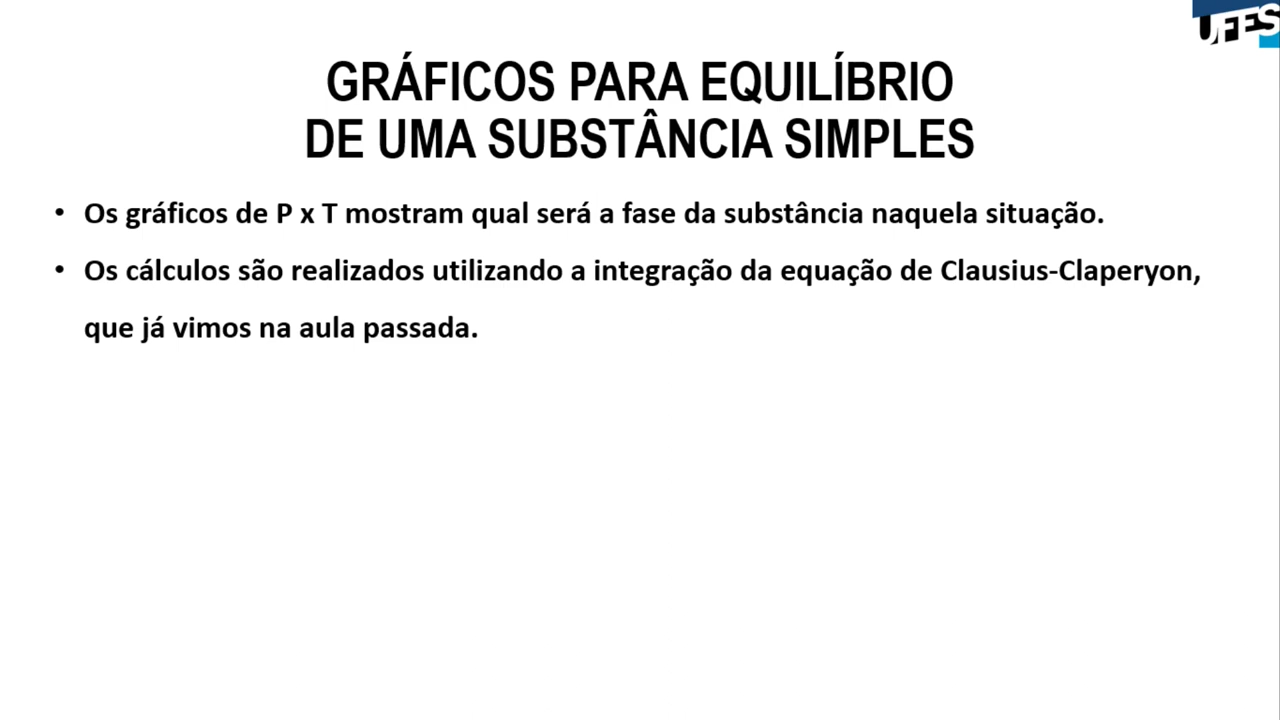 UFES
GRÁFICOS PARA EQUILÍBRIO
DE UMA SUBSTÂNCIA SIMPLES
• Os gráficos de P x T mostram qual será a fase da substância naquela situação.
• Os cálculos são realizados utilizando a integração da equação de Clausius-Claperyon,
que já vimos na aula passada.